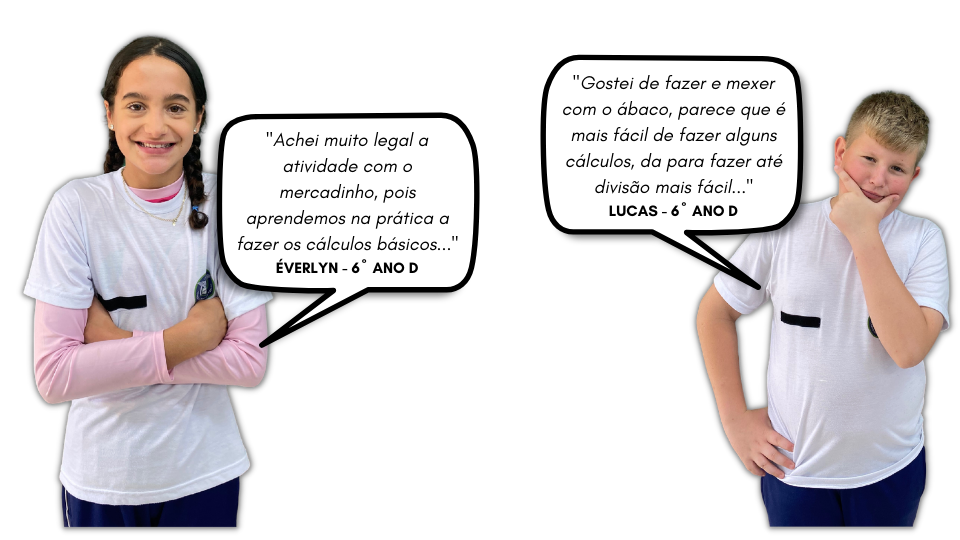 "Achei muito legal a
atividade com o
mercadinho, pois
aprendemos na prática a
fazer os cálculos básicos..."
ÉVERLYN - 6° ANO D
"Gostei de fazer e mexer
com o ábaco, parece que é
mais fácil de fazer alguns
cálculos, da para fazer até
divisão mais fácil..."
LUCAS - 6° ANO D